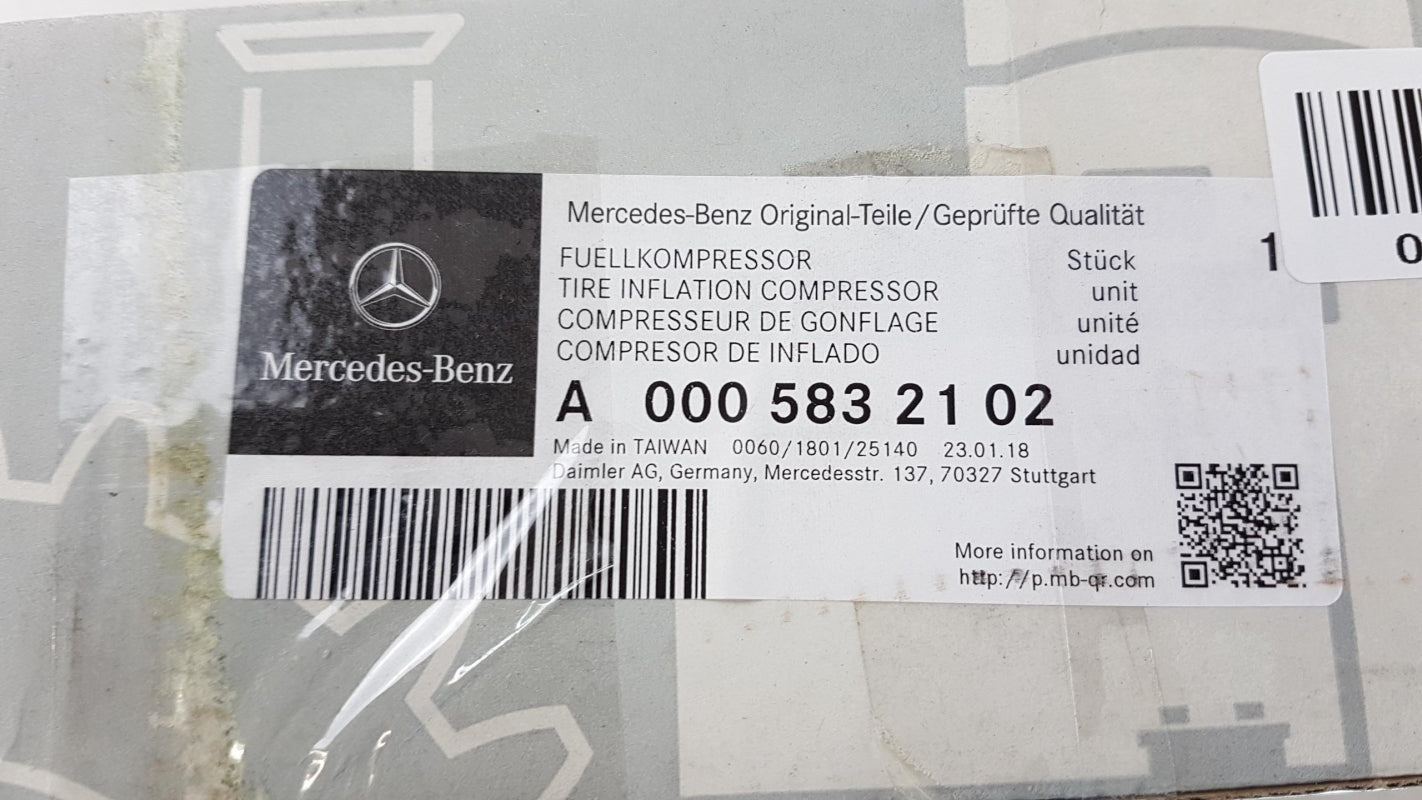 Mercedes-Benz
Mercedes-Benz Original-Teile/Geprüfte Qualität
FUELLKOMPRESSOR Stück 1
TIRE INFLATION COMPRESSOR unit
COMPRESSEUR DE GONFLAGE unité
COMPRESOR DE INFLADO unidad
A 000 583 21 02
Made in TAIWAN 0060/1801/25140 23.01.18
Daimler AG, Germany, Mercedesstr. 137, 70327 Stuttgart
More information on
http://p.mb-qr.com
0